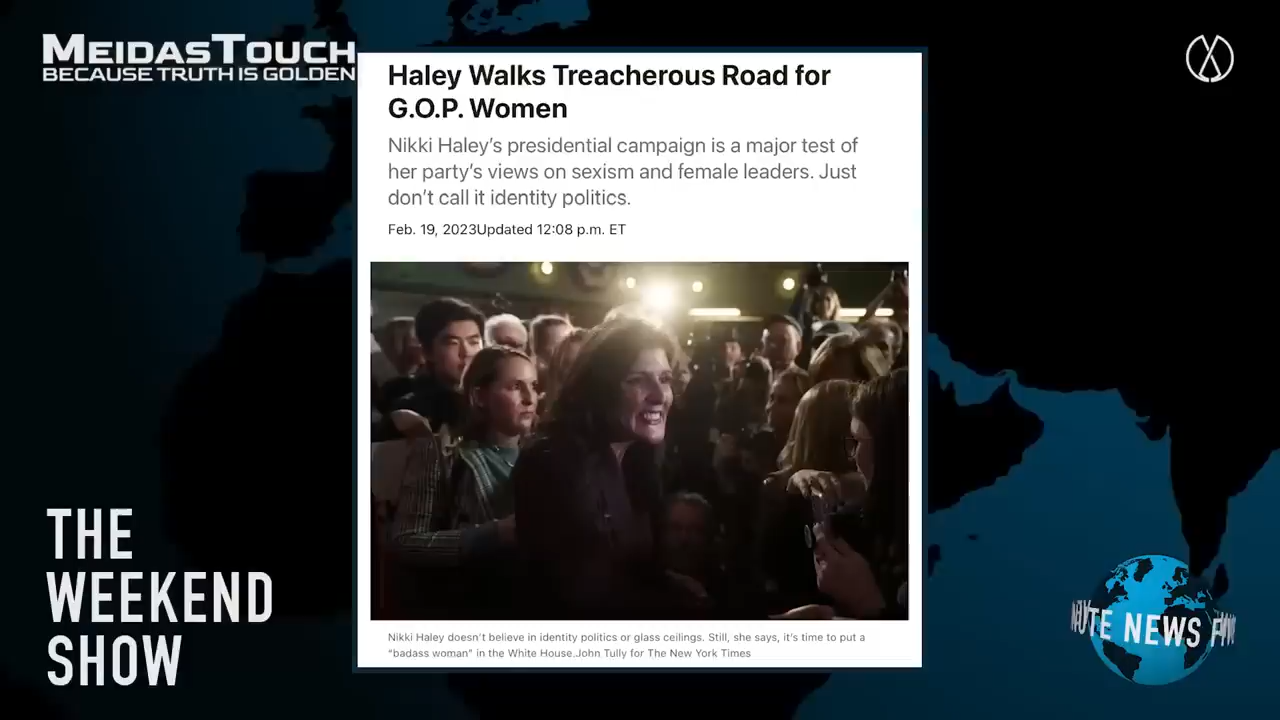 MEIDASTOUCH
BECAUSE TRUTH IS GOLDEN
Haley Walks Treacherous Road for
G.O.P. Women
Nikki Haley’s presidential campaign is a major test of
her party’s views on sexism and female leaders. Just
don’t call it identity politics.
Feb. 19, 2023Updated 12:08 p.m. ET
Nikki Haley doesn’t believe in identity politics or glass ceilings. Still, she says, it’s time to put a
“badass woman” in the White House.John Tully for The New York Times
THE
WEEKEND
SHOW
NEWS